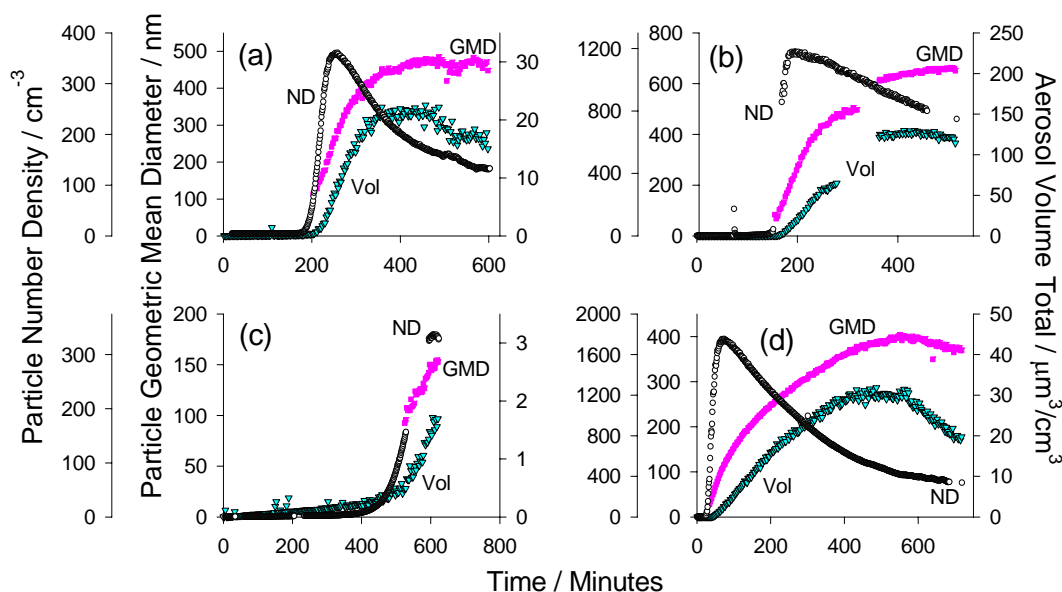 Particle Number Density / cm-3
Particle Geometric Mean Diameter / nm
Aerosol Volume Total / μm3/cm3
Time / Minutes
(a)
400
300
200
100
0
500
400
300
200
100
0
30
20
10
0
0 200 400 600
ND
GMD
Vol
(b)
1200
800
400
0
800
600
400
200
0
250
200
150
100
50
0
0 200 400
ND
GMD
Vol
(c)
300
200
100
0
200
150
100
50
0
3
2
1
0
0 200 400 600 800
ND
GMD
Vol
(d)
2000
1600
1200
800
400
0
400
300
200
100
0
50
40
30
20
10
0
0 200 400 600
GMD
Vol
ND